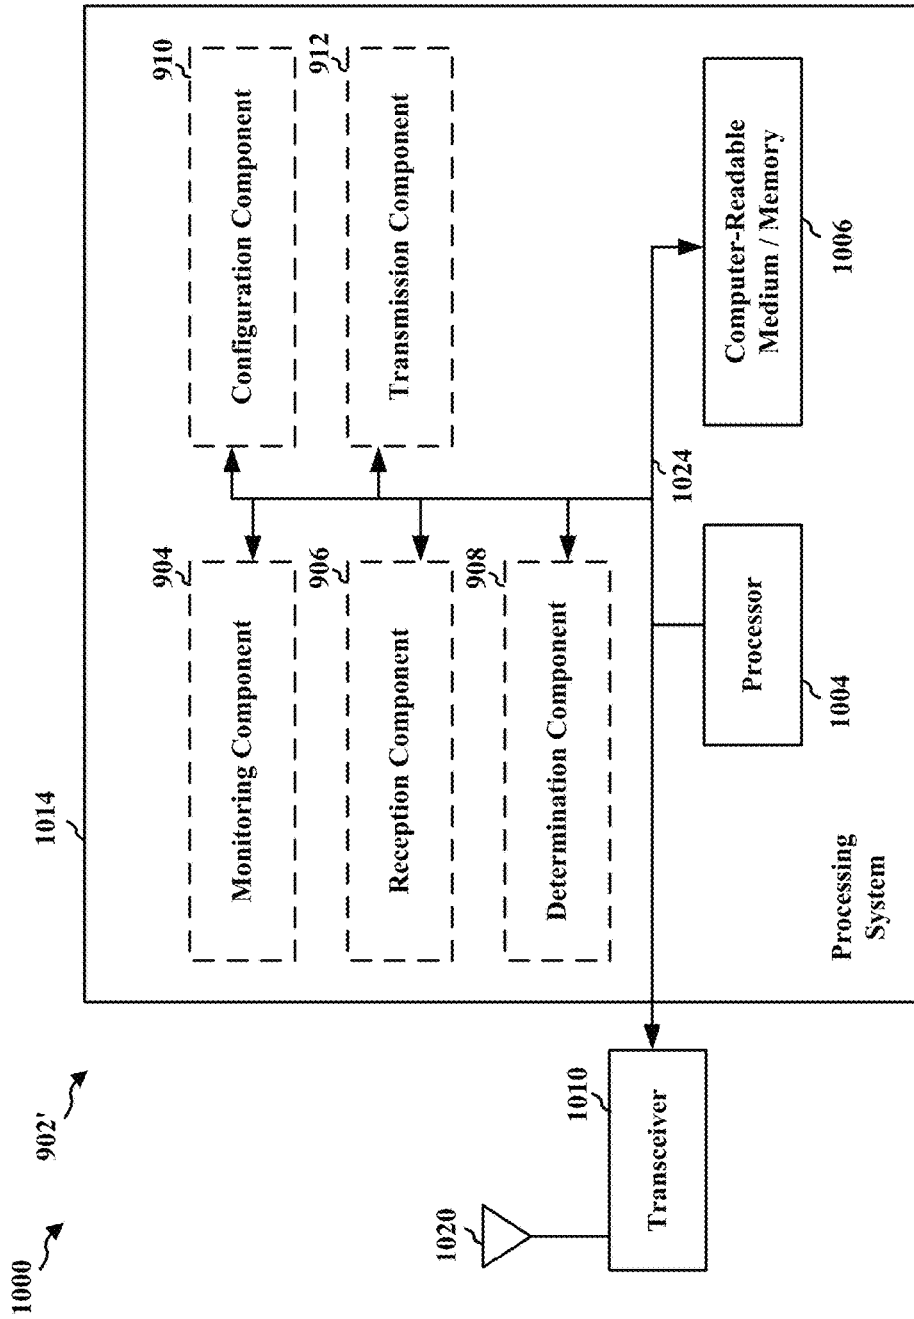 1000
902'
1014
904
Monitoring Component
910
Configuration Component
906
Reception Component
912
Transmission Component
908
Determination Component
1020
1010
Transceiver
1024
Processor
1004
Computer-Readable
Medium / Memory
1006
Processing
System